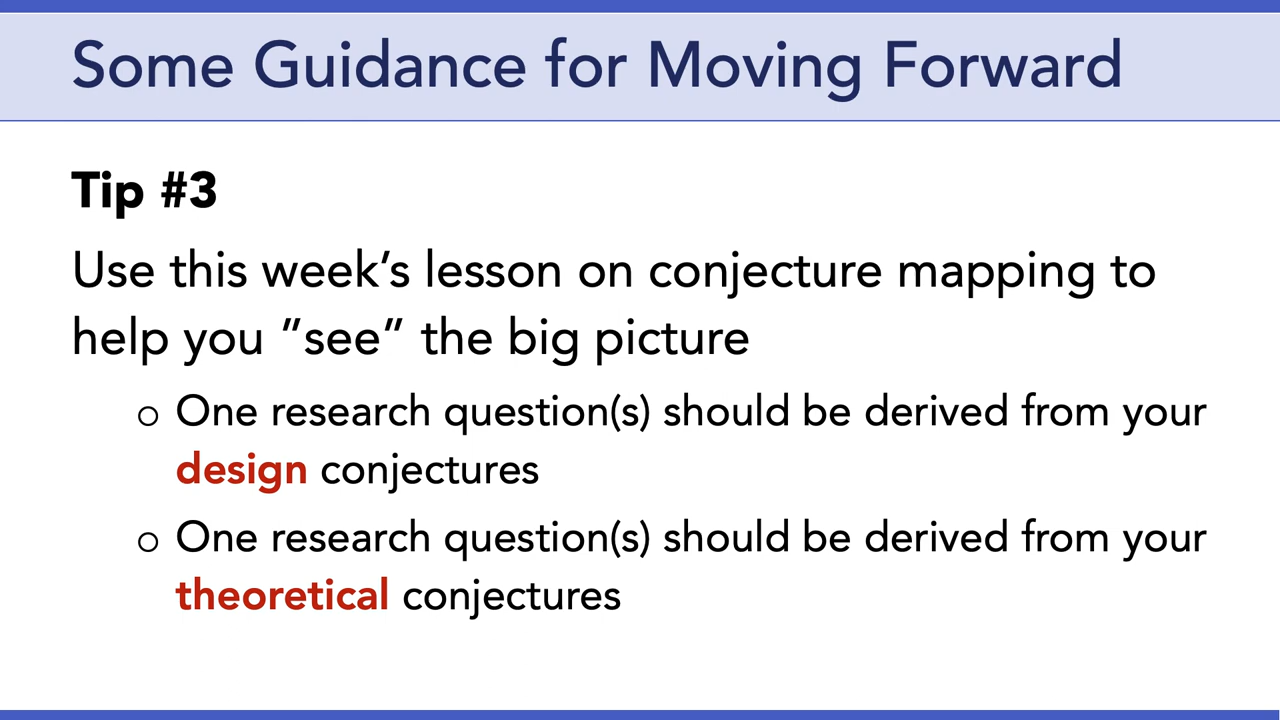 Some Guidance for Moving Forward
Tip #3
Use this week’s lesson on conjecture mapping to
help you ”see” the big picture
○ One research question(s) should be derived from your
design conjectures
○ One research question(s) should be derived from your
theoretical conjectures